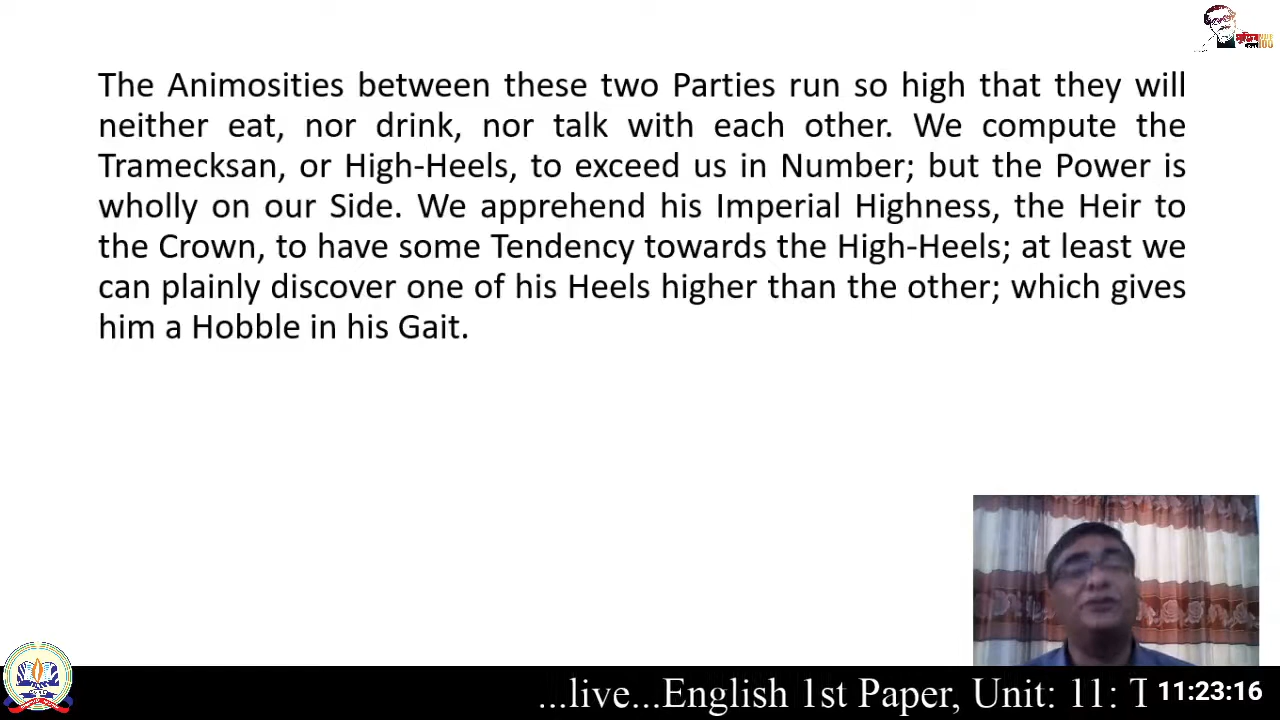 The Animosities between these two Parties run so high that they will
neither eat, nor drink, nor talk with each other. We compute the
Tramecksan, or High-Heels, to exceed us in Number; but the Power is
wholly on our Side. We apprehend his Imperial Highness, the Heir to
the Crown, to have some Tendency towards the High-Heels; at least we
can plainly discover one of his Heels higher than the other; which gives
him a Hobble in his Gait.
...live...English 1st Paper, Unit: 11: T
11:23:16